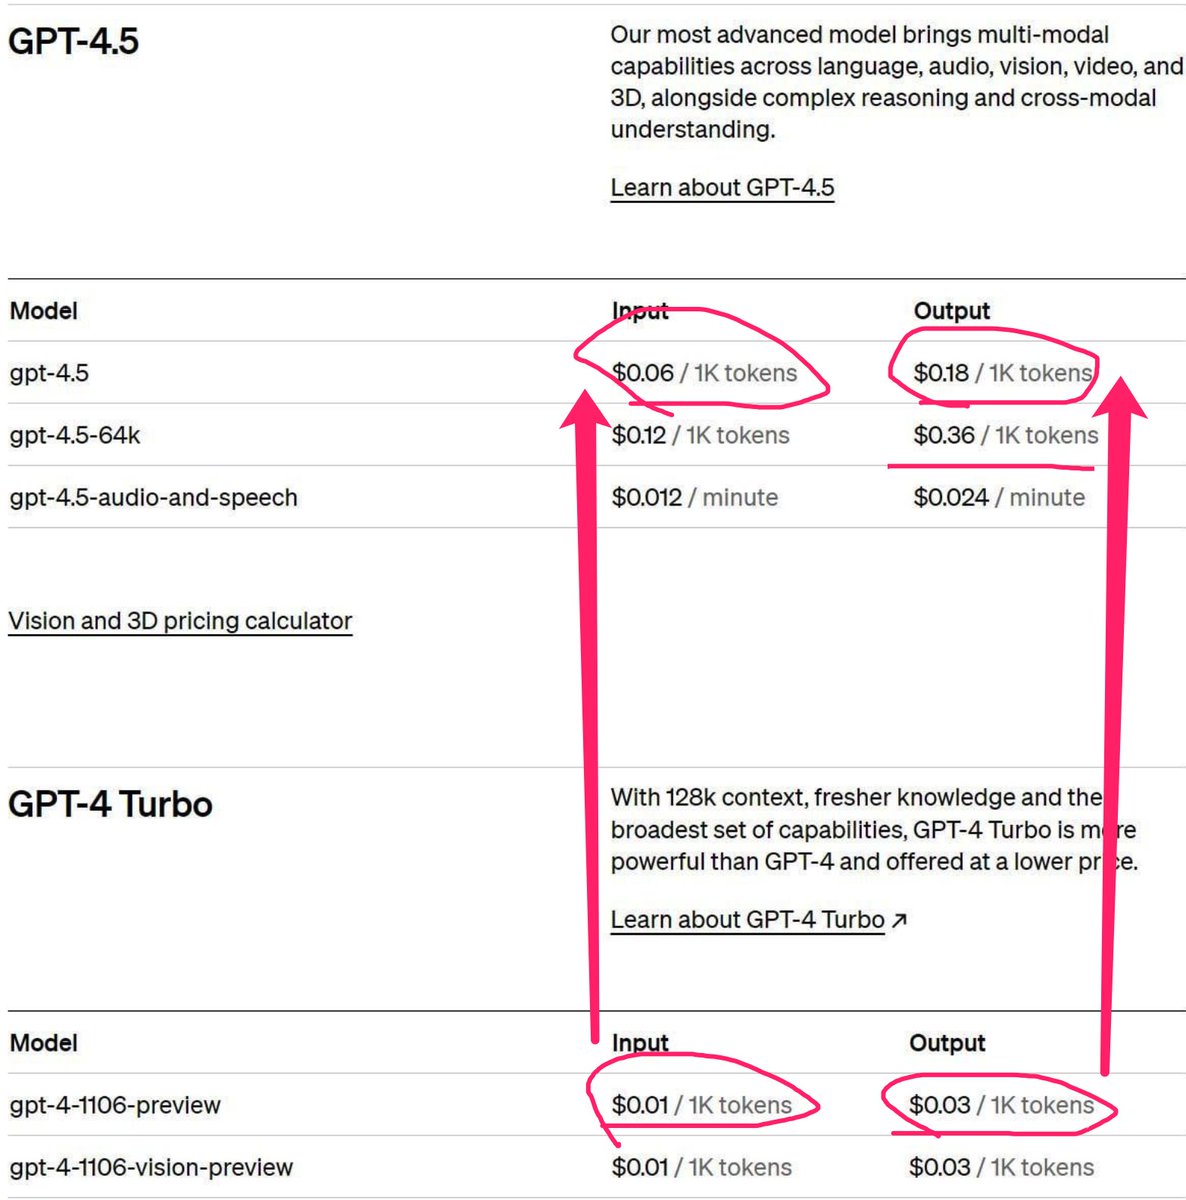 GPT-4.5
Our most advanced model brings multi-modal
capabilities across language, audio, vision, video, and
3D, alongside complex reasoning and cross-modal
understanding.
Learn about GPT-4.5
Model Input Output
gpt-4.5 $0.06 / 1K tokens $0.18 / 1K tokens
gpt-4.5-64k $0.12 / 1K tokens $0.36 / 1K tokens
gpt-4.5-audio-and-speech $0.012 / minute $0.024 / minute
Vision and 3D pricing calculator
GPT-4 Turbo
With 128k context, fresher knowledge and the
broadest set of capabilities, GPT-4 Turbo is more
powerful than GPT-4 and offered at a lower price.
Learn about GPT-4 Turbo ↗
Model Input Output
gpt-4-1106-preview $0.01 / 1K tokens $0.03 / 1K tokens
gpt-4-1106-vision-preview $0.01 / 1K tokens $0.03 / 1K tokens